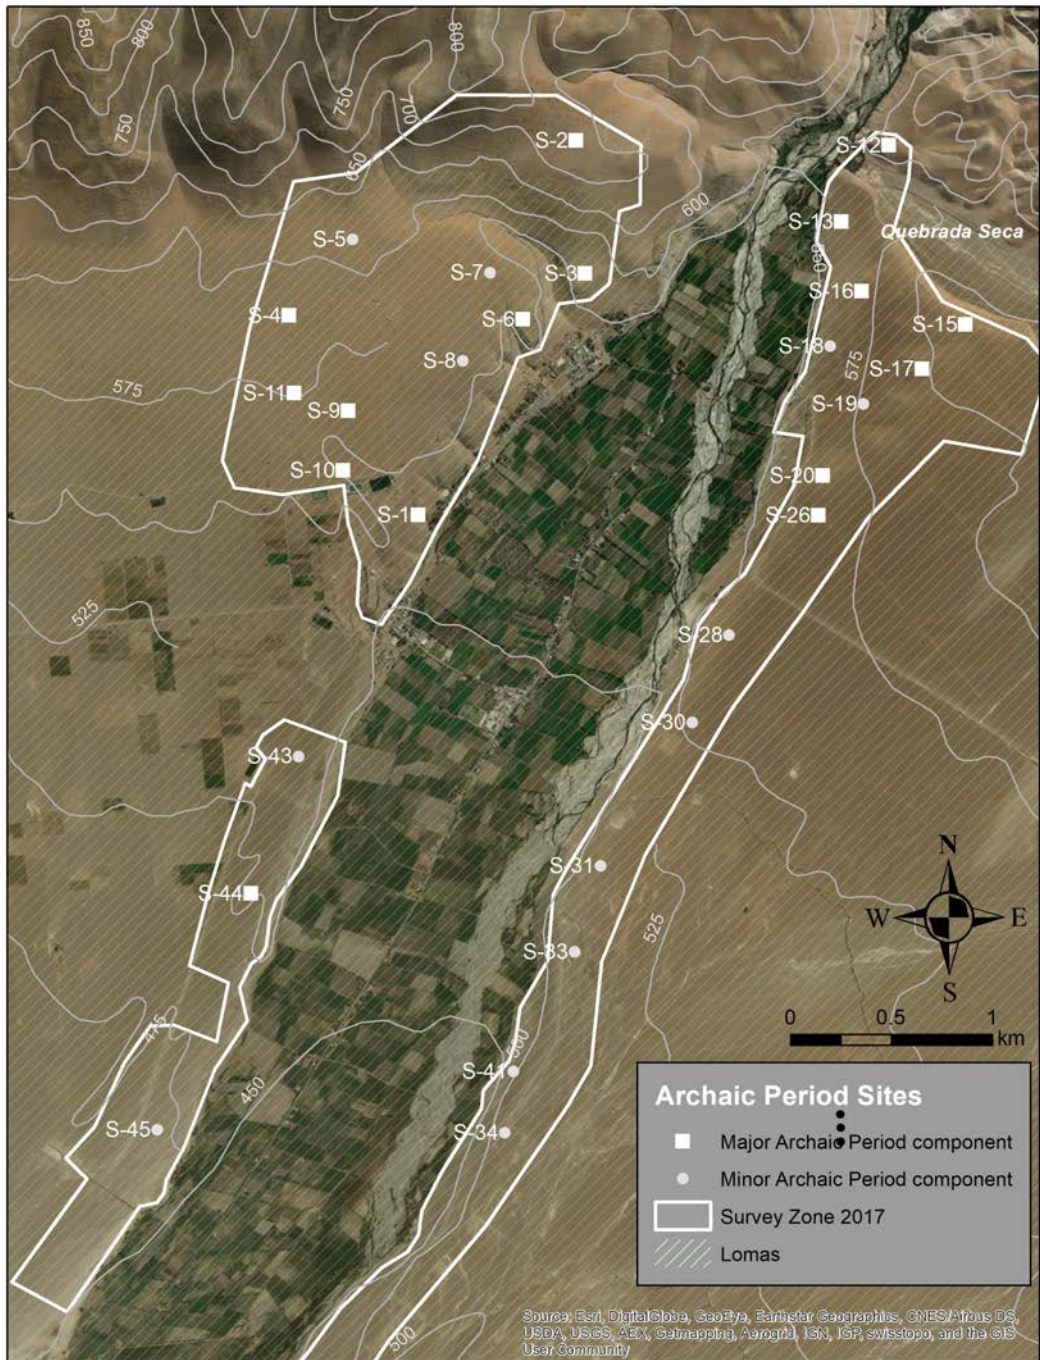 850
800
800
750
750
750
700
650
S-2
S-12
600
S-13
Quebrada Seca
S-5
550
S-7
S-3
S-16
S-4
S-6
S-15
S-18
S-8
575
S-17
575
S-11
S-9
S-19
S-10
S-20
S-1
S-26
525
S-28
S-30
S-43
S-31
S-44
525
S-33
N
W
E
S
475
500
S-41
450
S-45
S-34
0
0.5
1
km
Archaic Period Sites
Major Archaic Period component
Minor Archaic Period component
Survey Zone 2017
Lomas
500
Source: Esri, DigitalGlobe, GeoEye, Earthstar Geographics, CNES/Airbus DS,
USDA, USGS, AEX, Getmapping, Aerogrid, IGN, IGP, swisstopo, and the GIS
User Community